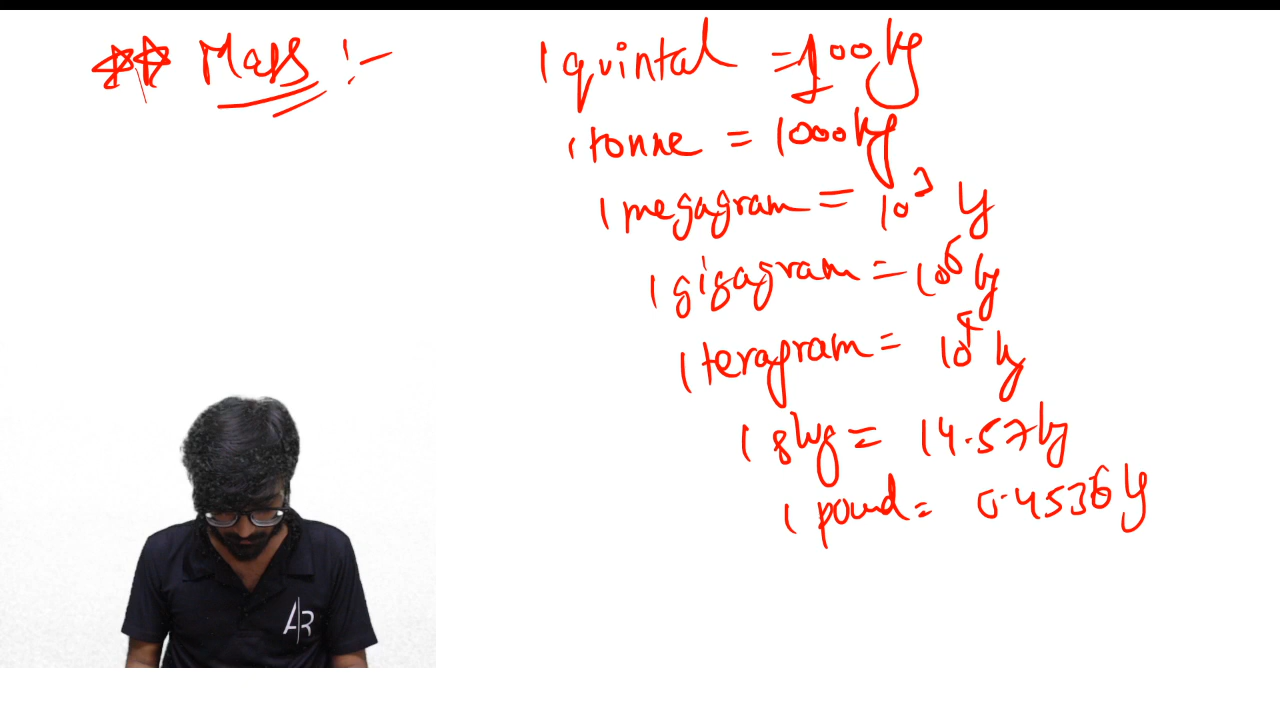 ** Mass :-
1 quintal = 100 kg
1 tonne = 1000 kg
1 megagram = 10³ kg
1 gigagram = 10⁶ kg
1 teragram = 10⁹ kg
1 slug = 14.57 kg
1 pound = 0.4536 kg
AR